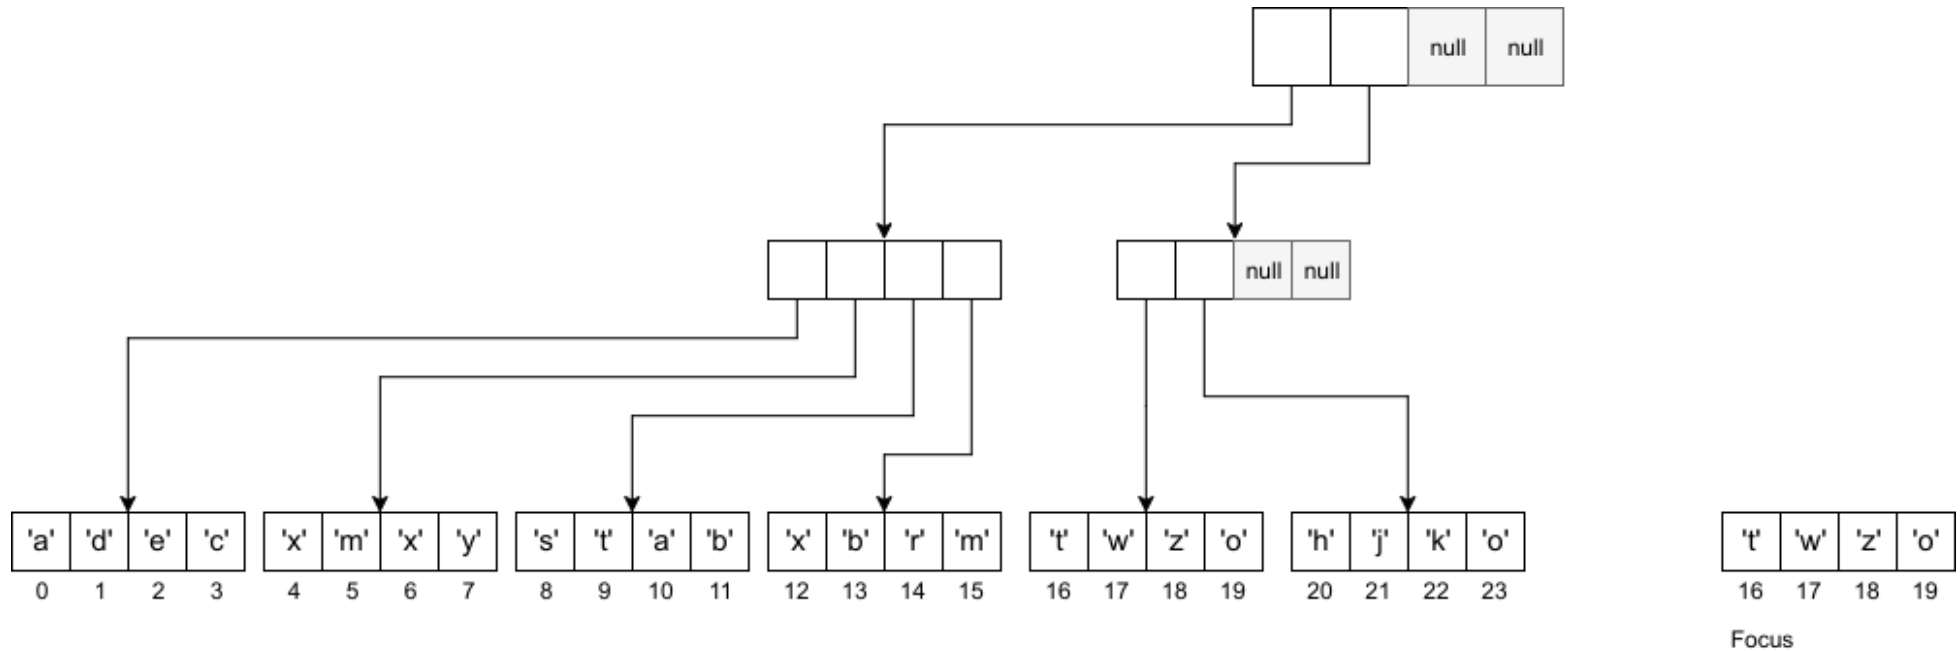 null null
null null
'a' 'd' 'e' 'c' 'x' 'm' 'x' 'y' 's' 't' 'a' 'b' 'x' 'b' 'r' 'm' 't' 'w' 'z' 'o' 'h' 'j' 'k' 'o' 't' 'w' 'z' 'o'
0 1 2 3 4 5 6 7 8 9 10 11 12 13 14 15 16 17 18 19 20 21 22 23 16 17 18 19
Focus